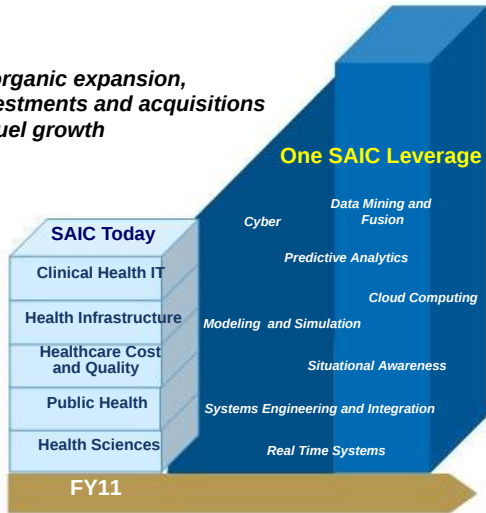 organic expansion,
estments and acquisitions
uel growth
One SAIC Leverage
SAIC Today
Clinical Health IT
Health Infrastructure
Healthcare Cost
and Quality
Public Health
Health Sciences
Cyber
Data Mining and
Fusion
Predictive Analytics
Cloud Computing
Modeling and Simulation
Situational Awareness
Systems Engineering and Integration
Real Time Systems
FY11